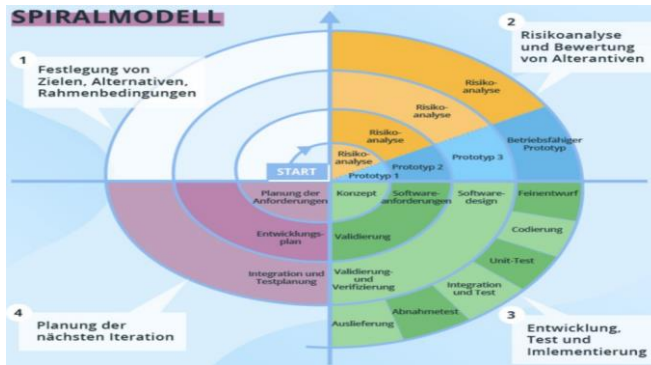 SPIRALMODELL
1
Festlegung von
Zielen, Alternativen,
Rahmenbedingungen
2
Risikoanalyse
und Bewertung
von Alterantiven
Risiko-
analyse
Risiko-
analyse
Risiko-
analyse
Risiko-
analyse
START
Prototyp 1
Prototyp 2
Prototyp 3
Betriebsfähiger
Prototyp
Planung der
Anforderungen
Konzept
Software-
anforderungen
Software-
design
Feinentwurf
Entwicklungs-
plan
Validierung
Codierung
Unit-Test
Integration und
Testplanung
Validierung-
und
Verifizierung
Integration
und Test
Abnahmetest
Auslieferung
4
Planung der
nächsten Iteration
3
Entwicklung,
Test und
Imlementierung